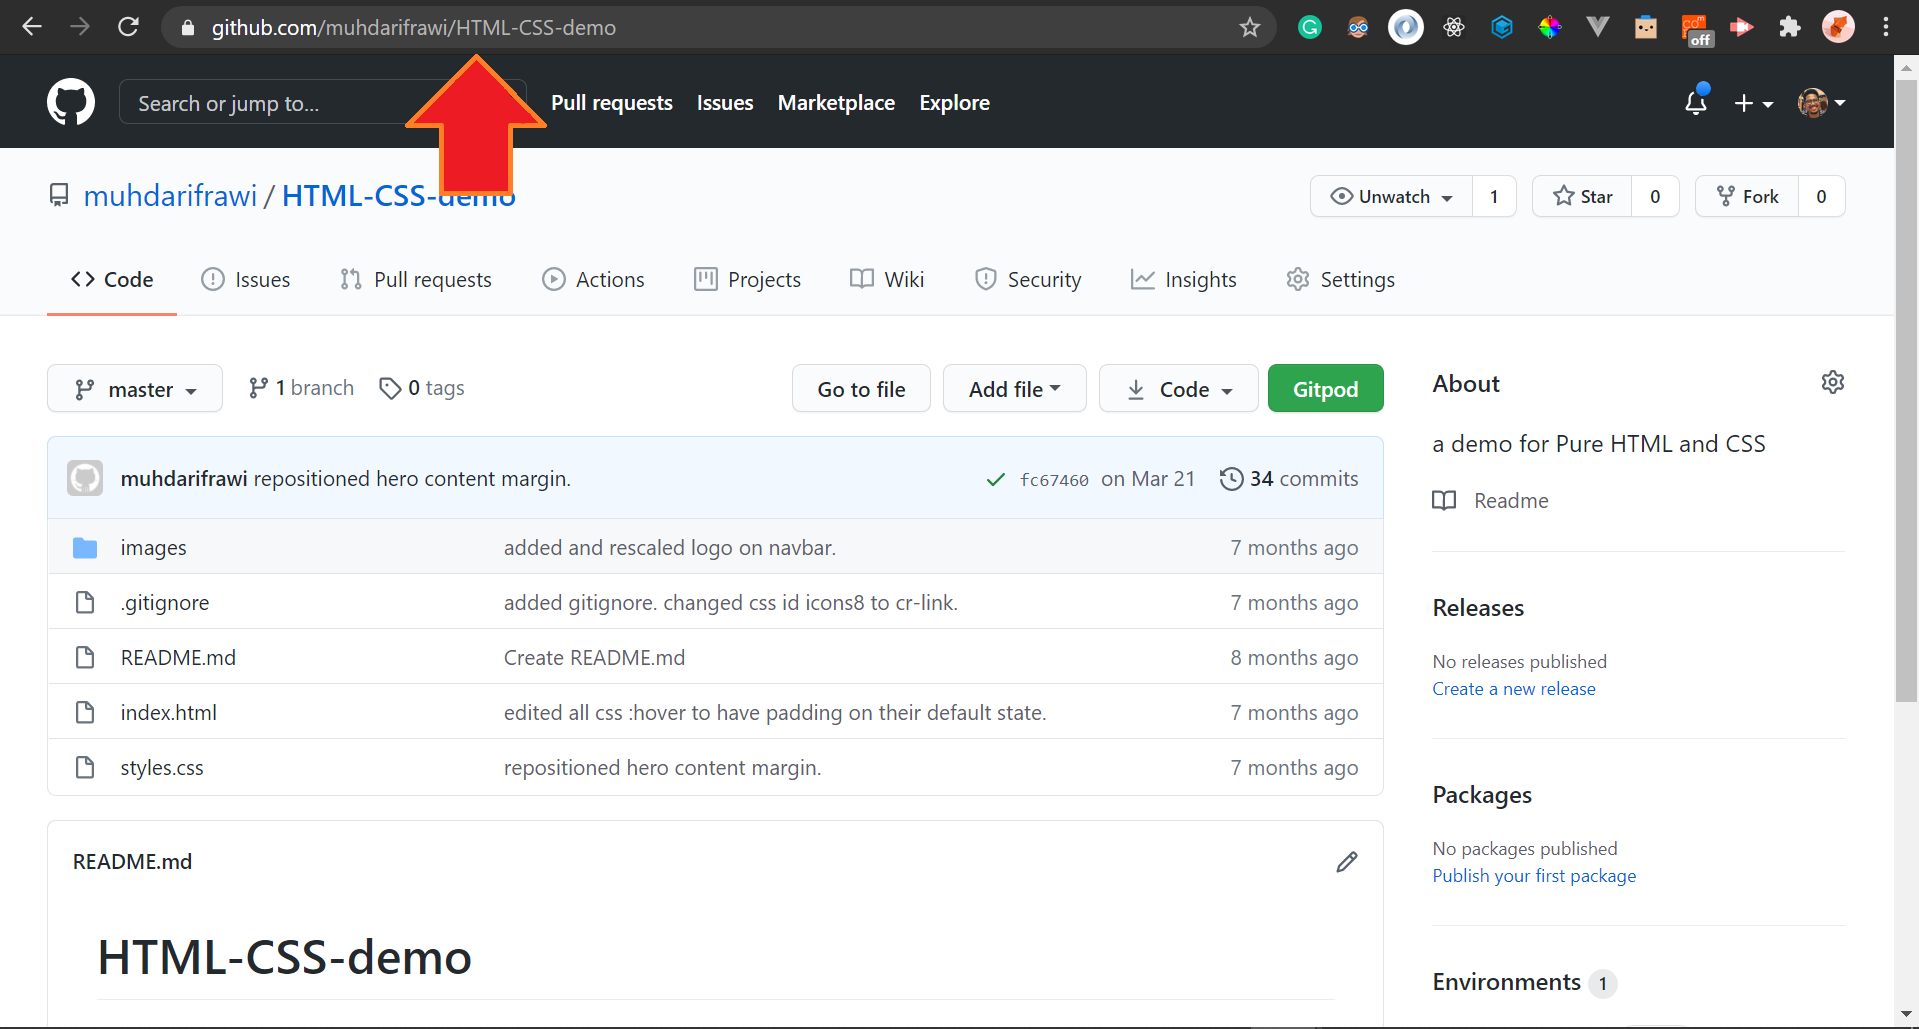 github.com/muhdarifrawi/HTML-CSS-demo
off
Search or jump to...
Pull requests Issues Marketplace Explore
muhdarifrawi / HTML-CSS-demo
Unwatch 1 Star 0 Fork 0
Code Issues Pull requests Actions Projects Wiki Security Insights Settings
master 1 branch 0 tags Go to file Add file Code Gitpod
muhdarifrawi repositioned hero content margin. fc67460 on Mar 21 34 commits
images added and rescaled logo on navbar. 7 months ago
.gitignore added gitignore. changed css id icons8 to cr-link. 7 months ago
README.md Create README.md 8 months ago
index.html edited all css :hover to have padding on their default state. 7 months ago
styles.css repositioned hero content margin. 7 months ago
README.md
HTML-CSS-demo
About
a demo for Pure HTML and CSS
Readme
Releases
No releases published
Create a new release
Packages
No packages published
Publish your first package
Environments 1